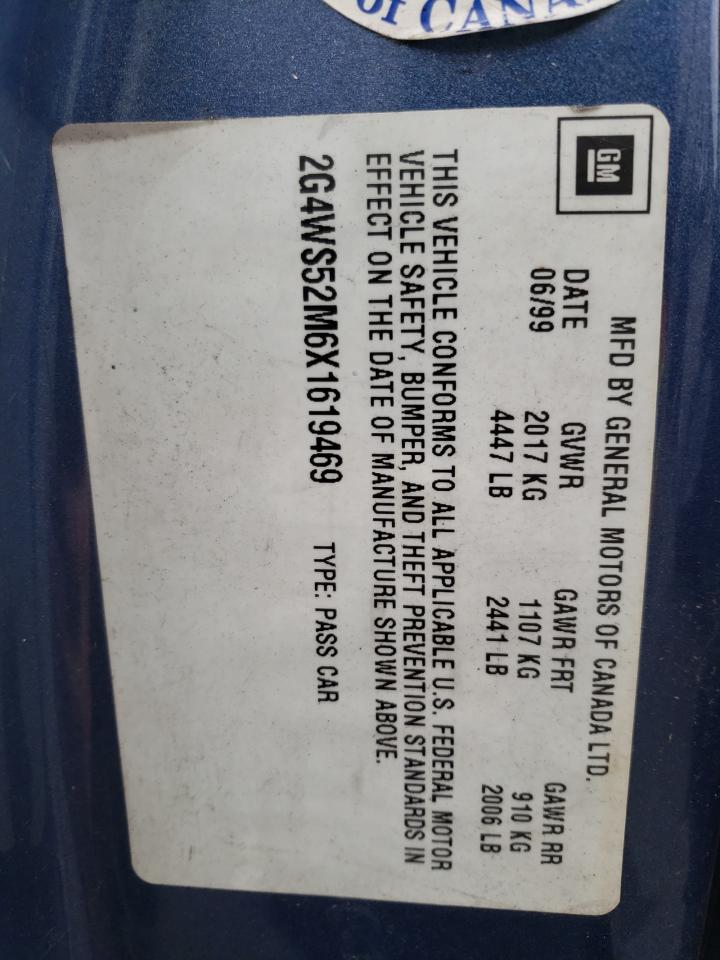 of CANA
GM
MFD BY GENERAL MOTORS OF CANADA LTD.
DATE GVWR GAWR FRT GAWR RR
06/99 2017 KG 1107 KG 910 KG
4447 LB 2441 LB 2006 LB
THIS VEHICLE CONFORMS TO ALL APPLICABLE U.S. FEDERAL MOTOR
VEHICLE SAFETY, BUMPER, AND THEFT PREVENTION STANDARDS IN
EFFECT ON THE DATE OF MANUFACTURE SHOWN ABOVE.
2G4WS52M6X1619469 TYPE: PASS CAR